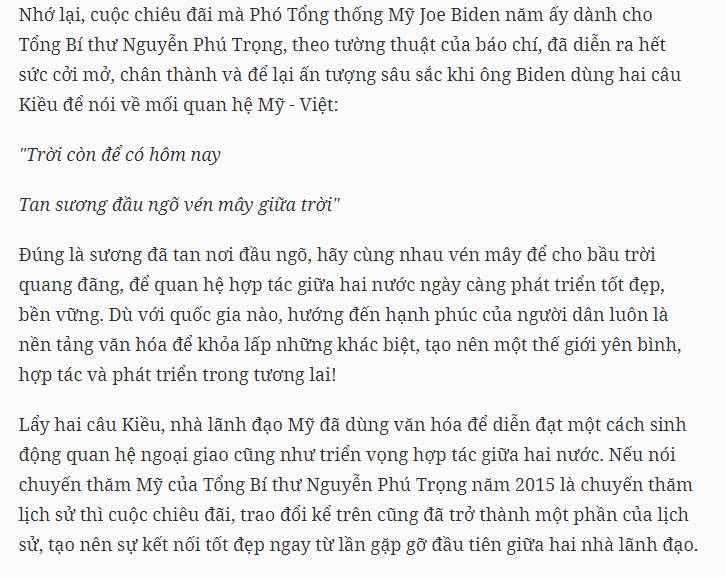 Nhớ lại, cuộc chiêu đãi mà Phó Tổng thống Mỹ Joe Biden năm ấy dành cho
Tổng Bí thư Nguyễn Phú Trọng, theo tường thuật của báo chí, đã diễn ra hết
sức cởi mở, chân thành và để lại ấn tượng sâu sắc khi ông Biden dùng hai câu
Kiều để nói về mối quan hệ Mỹ - Việt:
"Trời còn để có hôm nay
Tan sương đầu ngõ vén mây giữa trời"
Đúng là sương đã tan nơi đầu ngõ, hãy cùng nhau vén mây để cho bầu trời
quang đãng, để quan hệ hợp tác giữa hai nước ngày càng phát triển tốt đẹp,
bền vững. Dù với quốc gia nào, hướng đến hạnh phúc của người dân luôn là
nền tảng văn hóa để khỏa lấp những khác biệt, tạo nên một thế giới yên bình,
hợp tác và phát triển trong tương lai!
Lẩy hai câu Kiều, nhà lãnh đạo Mỹ đã dùng văn hóa để diễn đạt một cách sinh
động quan hệ ngoại giao cũng như triển vọng hợp tác giữa hai nước. Nếu nói
chuyến thăm Mỹ của Tổng Bí thư Nguyễn Phú Trọng năm 2015 là chuyến thăm
lịch sử thì cuộc chiêu đãi, trao đổi kể trên cũng đã trở thành một phần của lịch
sử, tạo nên sự kết nối tốt đẹp ngay từ lần gặp gỡ đầu tiên giữa hai nhà lãnh đạo.